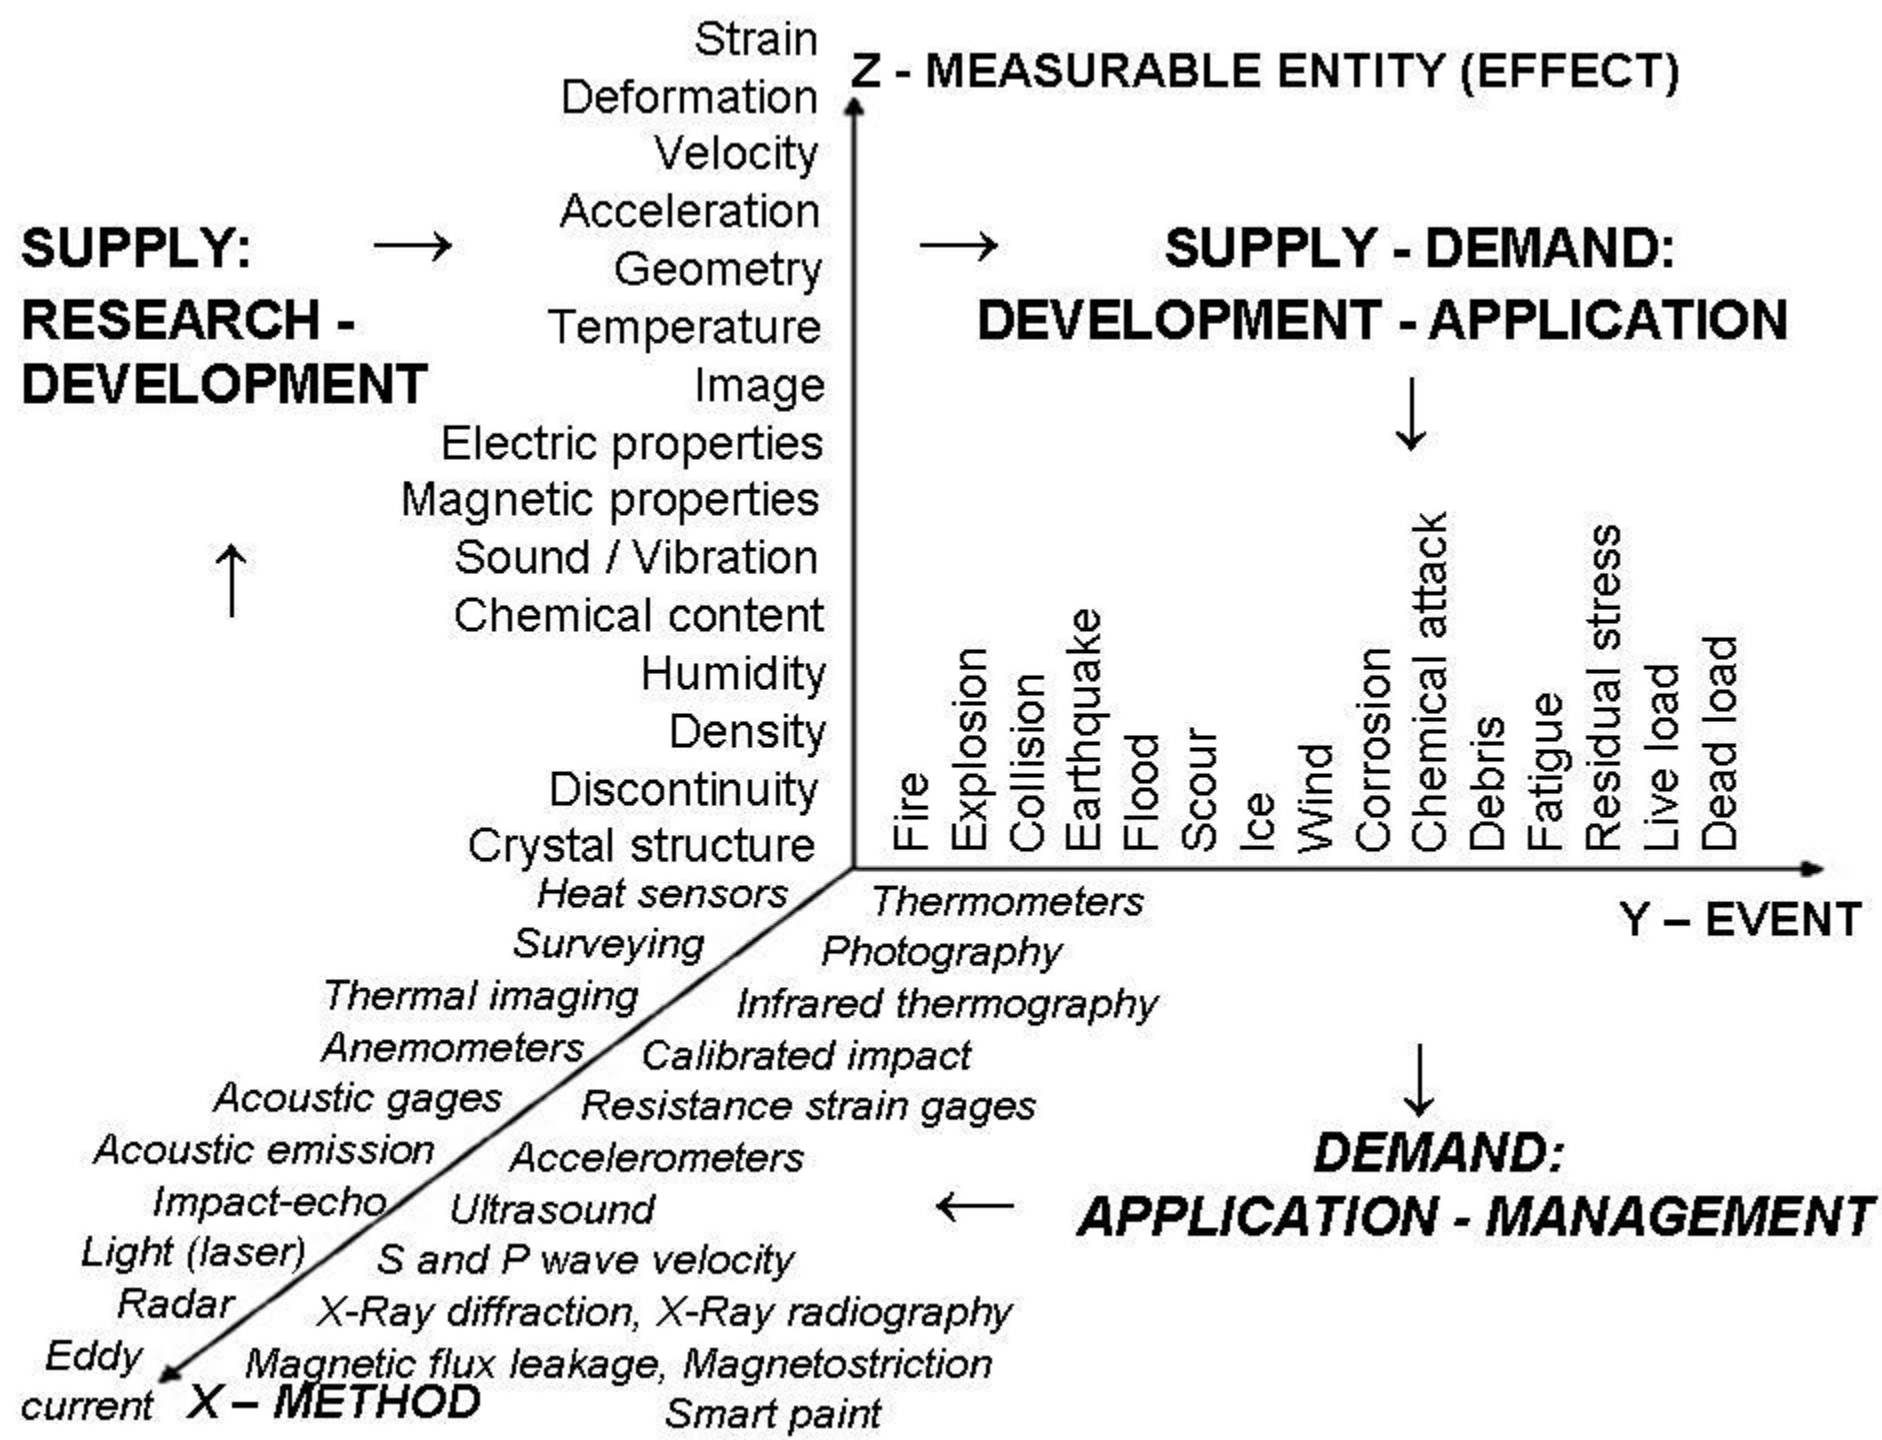 Strain
Z - MEASURABLE ENTITY (EFFECT)
Deformation
Velocity
Acceleration
Geometry
Temperature
Image
Electric properties
Magnetic properties
Sound / Vibration
Chemical content
Humidity
Density
Discontinuity
Crystal structure
SUPPLY:
RESEARCH -
DEVELOPMENT
→
↑
→
SUPPLY - DEMAND:
DEVELOPMENT - APPLICATION
↓
Fire
Explosion
Collision
Earthquake
Flood
Scour
Ice
Wind
Corrosion
Chemical attack
Debris
Fatigue
Residual stress
Live load
Dead load
Y – EVENT
Heat sensors
Surveying
Thermal imaging
Anemometers
Acoustic gages
Acoustic emission
Impact-echo
Light (laser)
Radar
Eddy
current
Thermometers
Photography
Infrared thermography
Calibrated impact
Resistance strain gages
Accelerometers
Ultrasound
S and P wave velocity
X-Ray diffraction, X-Ray radiography
Magnetic flux leakage, Magnetostriction
Smart paint
X – METHOD
↓
DEMAND:
APPLICATION - MANAGEMENT
←